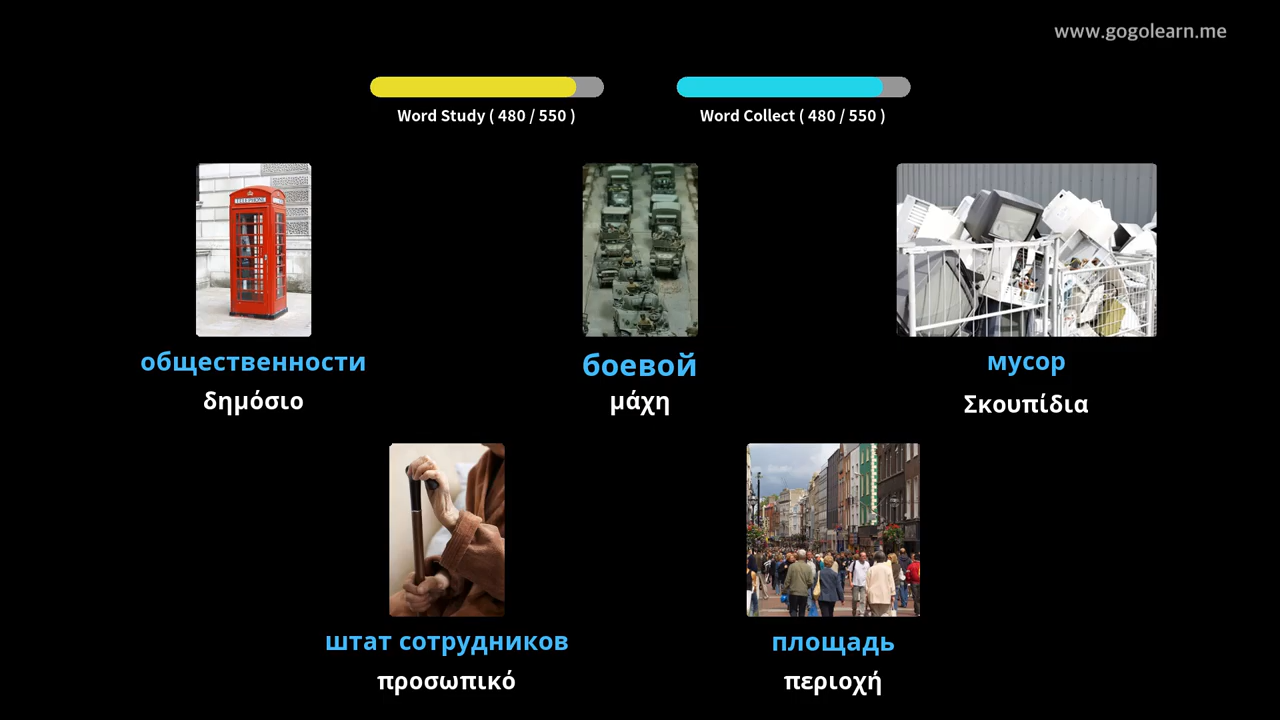 www.gogolearn.me
Word Study ( 480 / 550 )
Word Collect ( 480 / 550 )
TELEPHONE
общественности
боевой
мусор
δημόσιο
μάχη
Σκουπίδια
штат сотрудников
площадь
προσωπικό
περιοχή